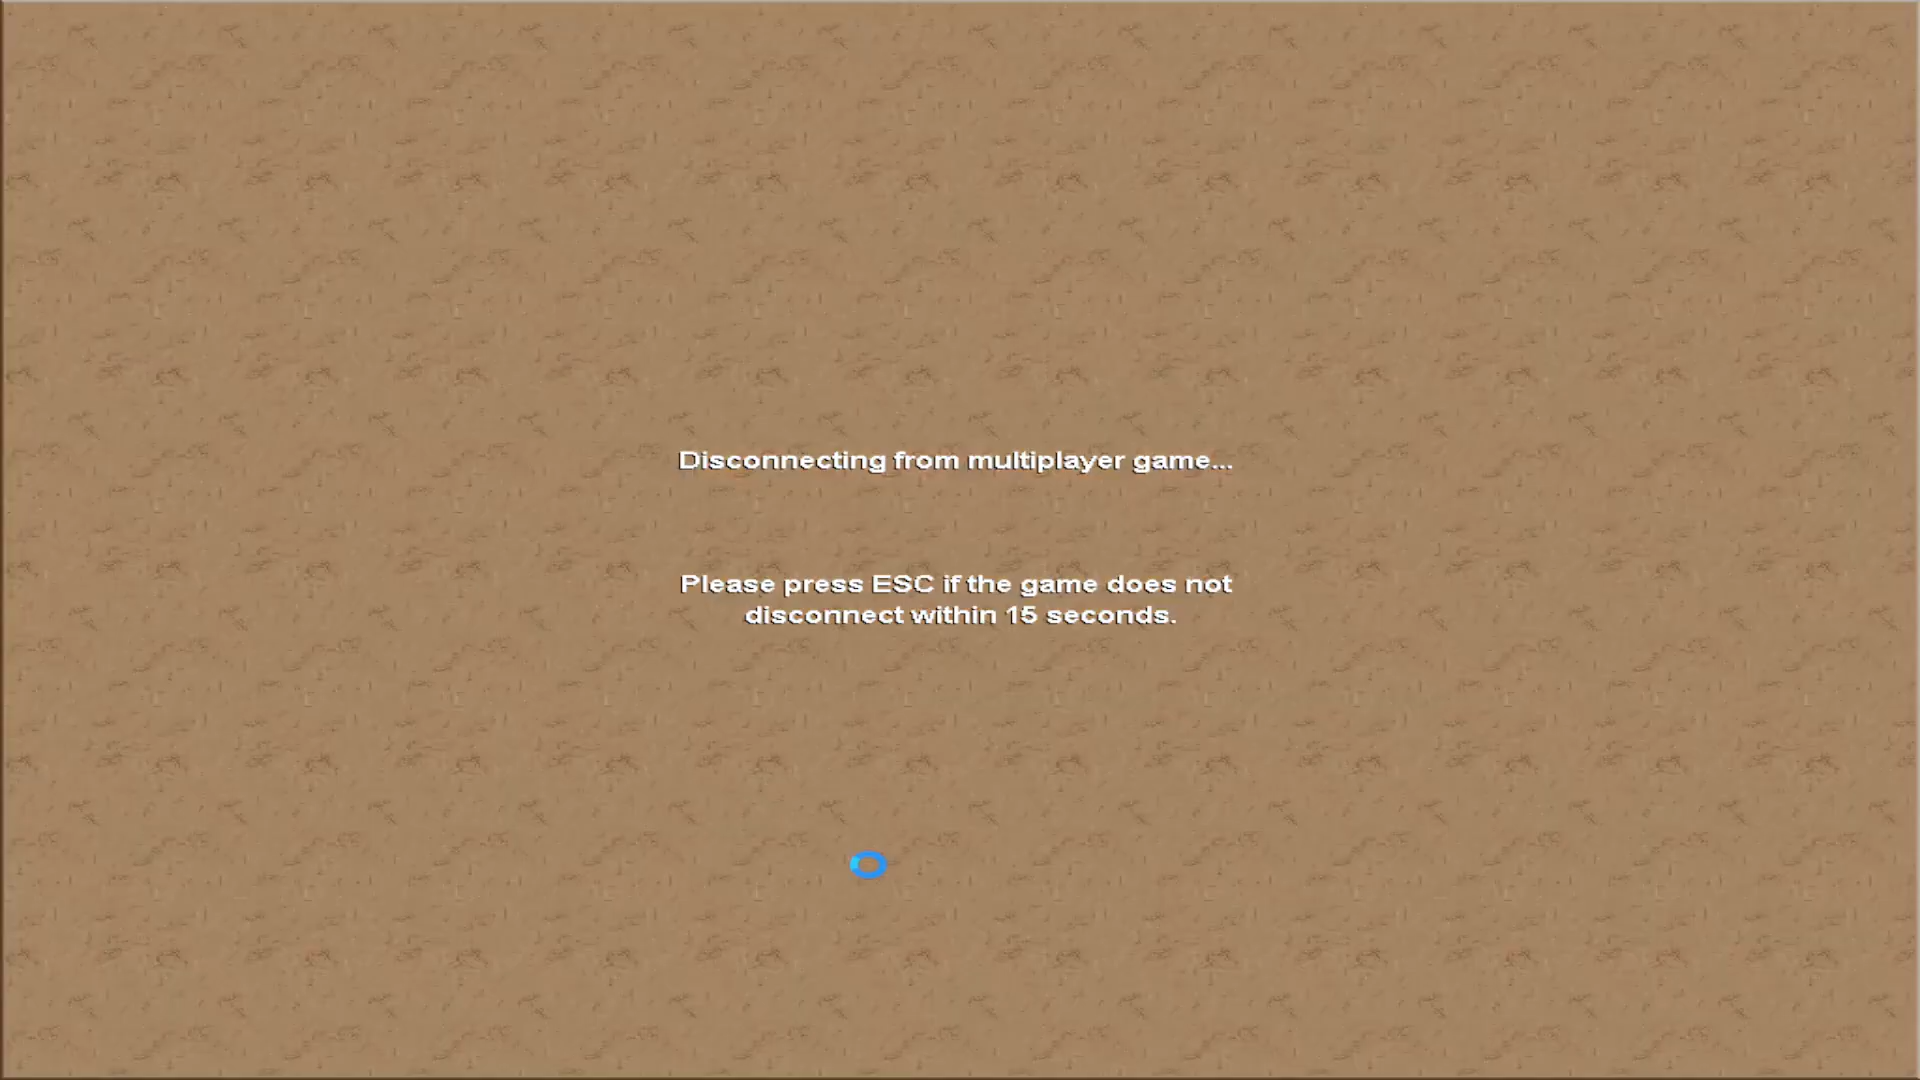 Disconnecting from multiplayer game...
Please press ESC if the game does not
disconnect within 15 seconds.